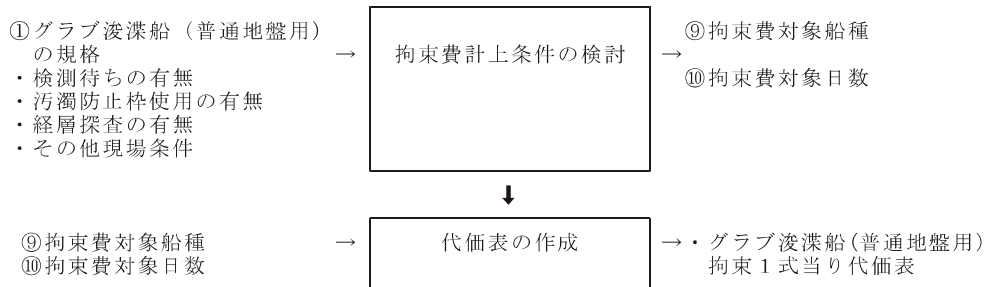 ①グラブ浚渫船（普通地盤用）
の規格
・検測待ちの有無
・汚濁防止枠使用の有無
・経層探査の有無
・その他現場条件
→
拘束費計上条件の検討
→
⑨拘束費対象船種
⑩拘束費対象日数
⬇
⑨拘束費対象船種
⑩拘束費対象日数
→
代価表の作成
→・グラブ浚渫船(普通地盤用)
拘束１式当り代価表